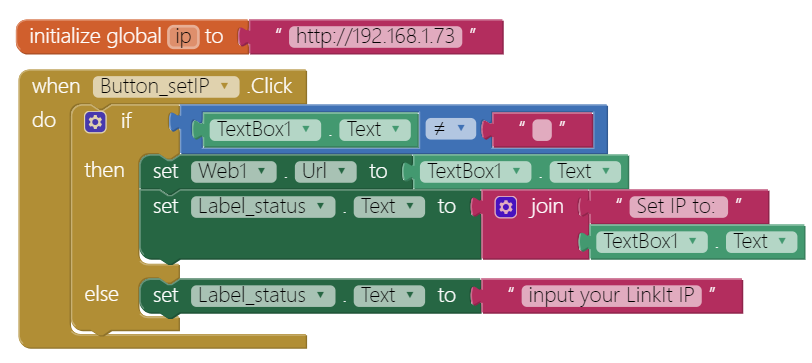 initialize global ip to " http://192.168.1.73 "
when Button_setIP .Click
do if TextBox1 . Text ≠ " "
then set Web1 . Url to TextBox1 . Text
set Label_status . Text to join " Set IP to: "
TextBox1 . Text
else set Label_status . Text to " input your LinkIt IP "